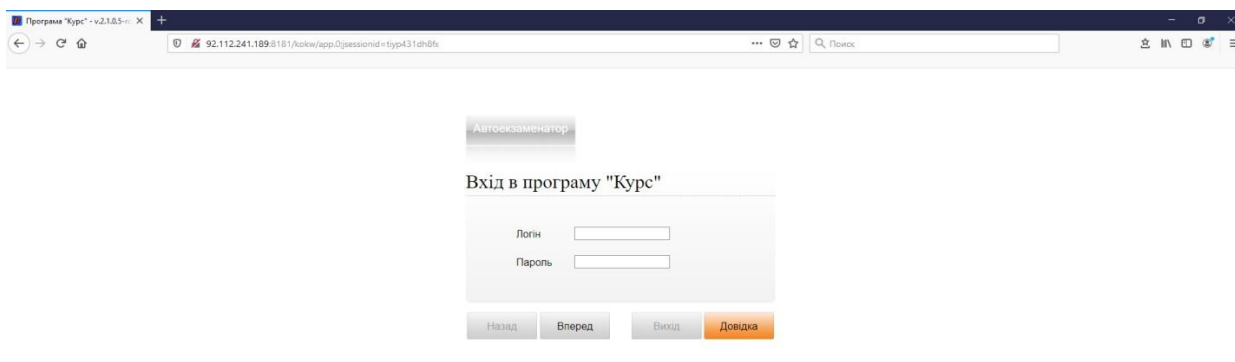 Програма "Курс" - v.2.1.0.5-
92.112.241.189:8181/kokw/app.0;jsessionid=tiyp431dh8fx
Поиск
Автоекзаменатор
Вхід в програму "Курс"
Логін
Пароль
Назад Вперед Вихід Довідка